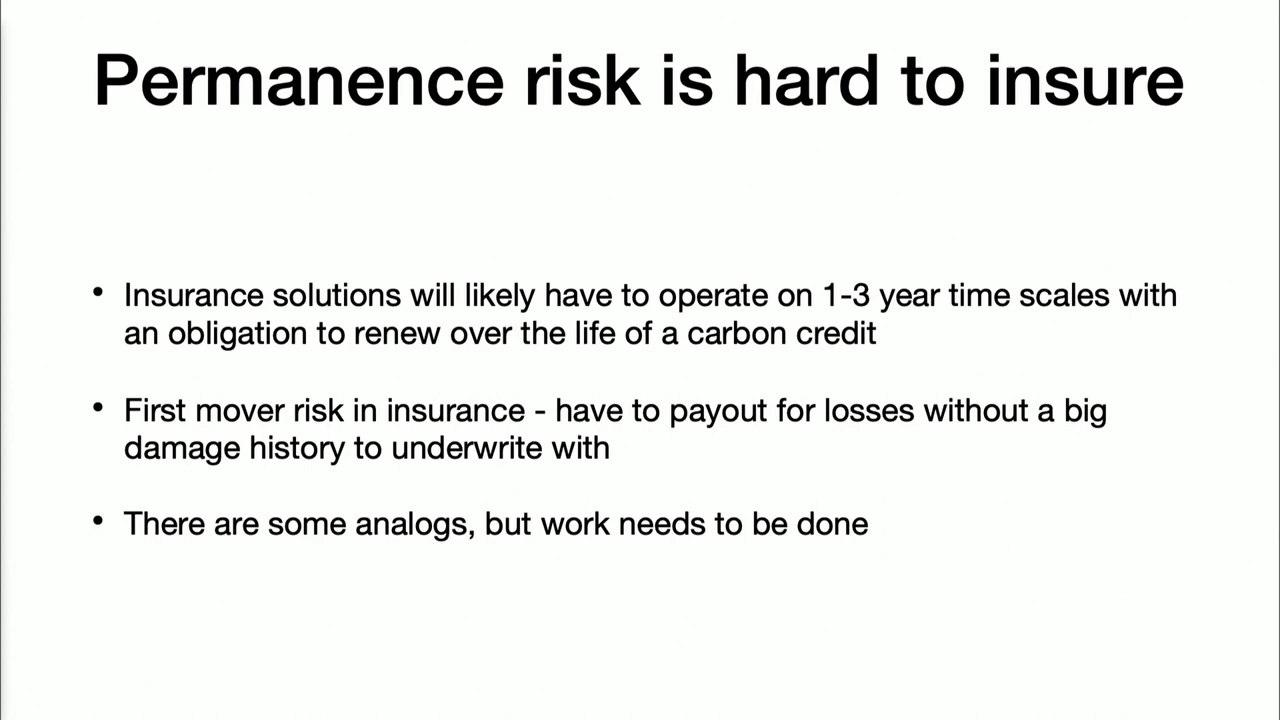 Permanence risk is hard to insure
• Insurance solutions will likely have to operate on 1-3 year time scales with
an obligation to renew over the life of a carbon credit
• First mover risk in insurance - have to payout for losses without a big
damage history to underwrite with
• There are some analogs, but work needs to be done